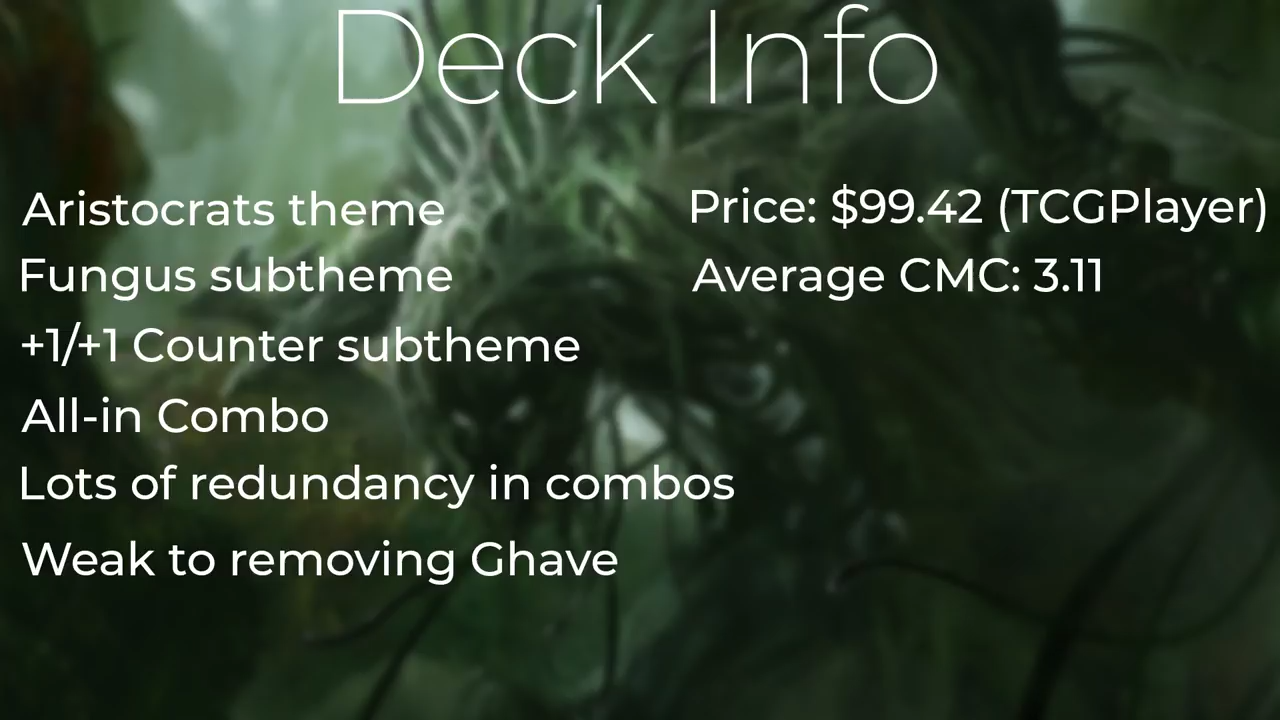 Deck Info
Aristocrats theme
Fungus subtheme
+1/+1 Counter subtheme
All-in Combo
Lots of redundancy in combos
Weak to removing Ghave
Price: $99.42 (TCGPlayer)
Average CMC: 3.11